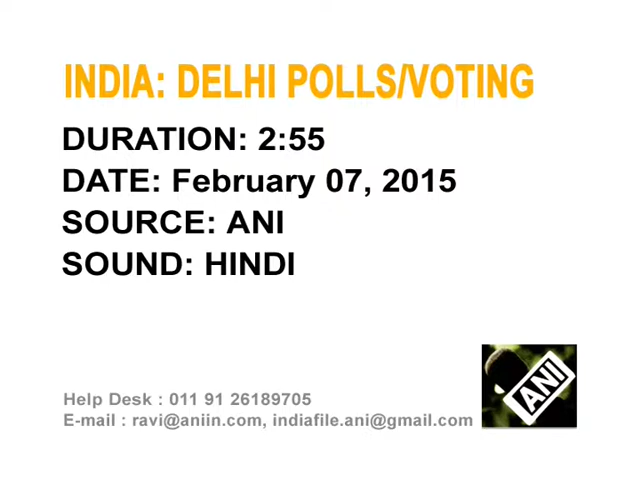 INDIA: DELHI POLLS/VOTING
DURATION: 2:55
DATE: February 07, 2015
SOURCE: ANI
SOUND: HINDI
Help Desk : 011 91 26189705
E-mail : ravi@aniin.com, indiafile.ani@gmail.com
ANI